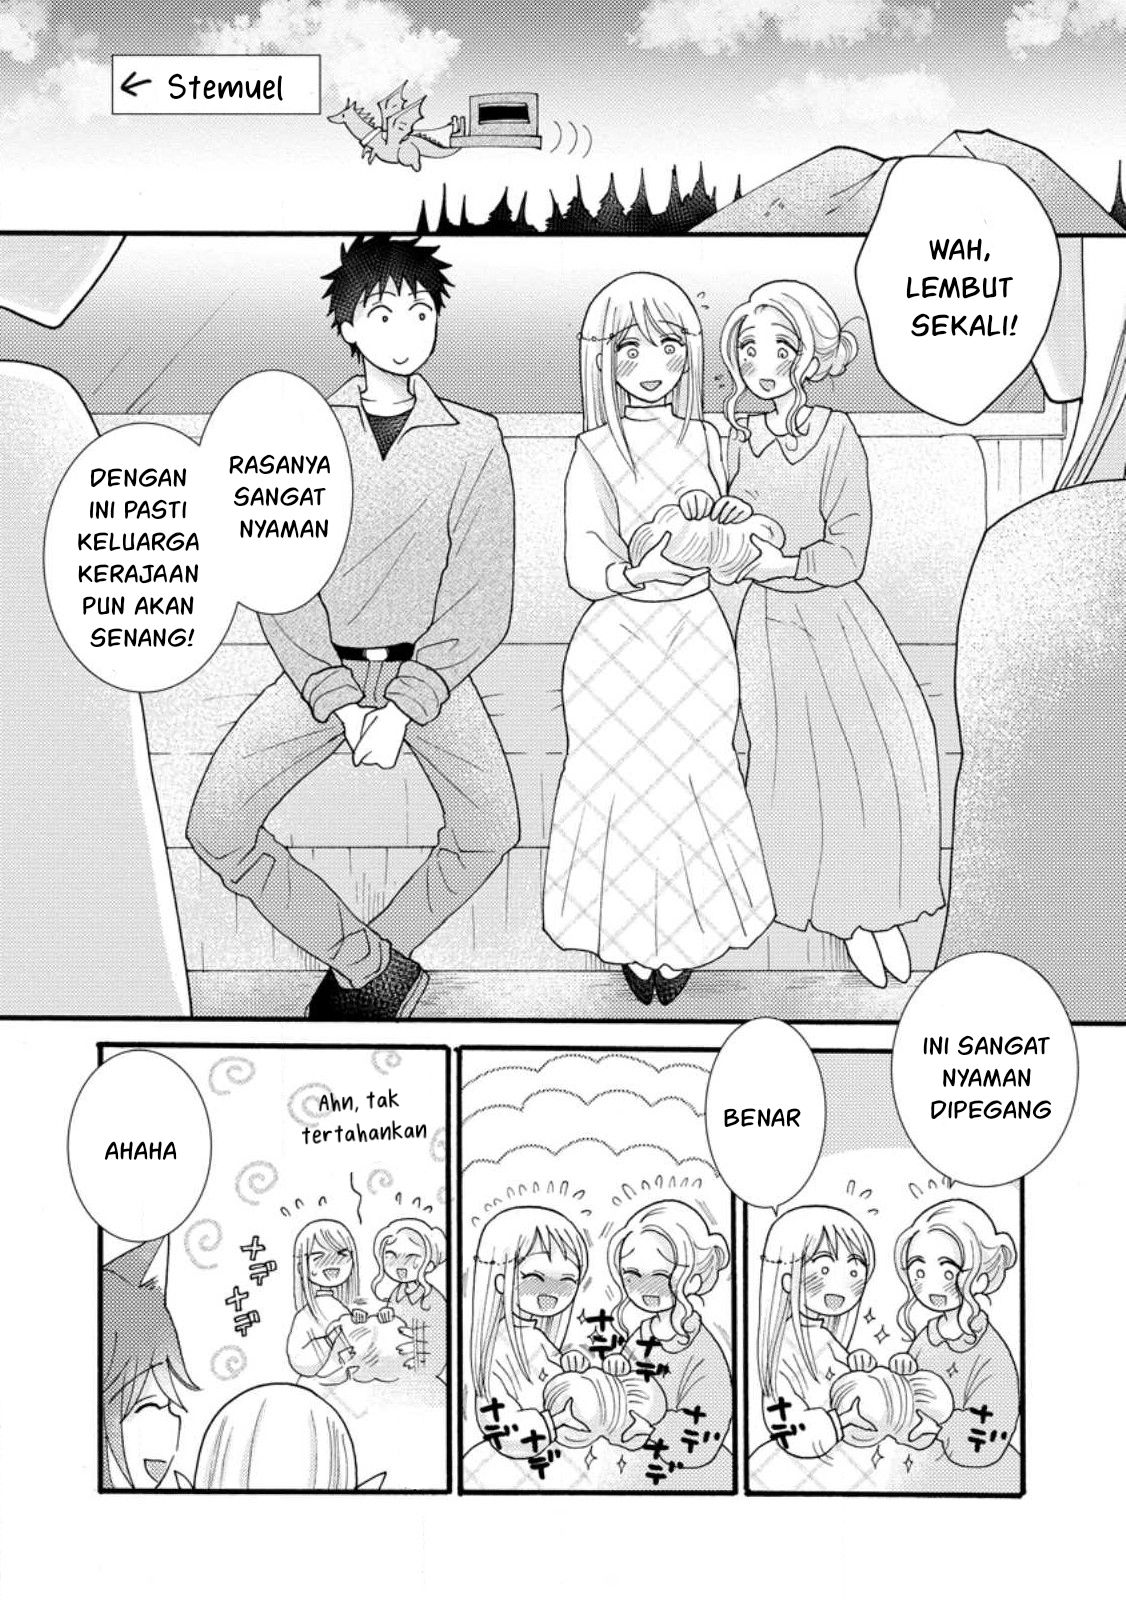 ← Stemuel
WAH,
LEMBUT
SEKALI!
RASANYA
SANGAT
NYAMAN
DENGAN
INI PASTI
KELUARGA
KERAJAAN
PUN AKAN
SENANG!
INI SANGAT
NYAMAN
DIPEGANG
BENAR
ナデ
ナデ
ナデ
ナデ
ナデ
ナデ
ナデ
ナデ
Ahn, tak
tertahankan
ナデ
ナデ
AHAHA